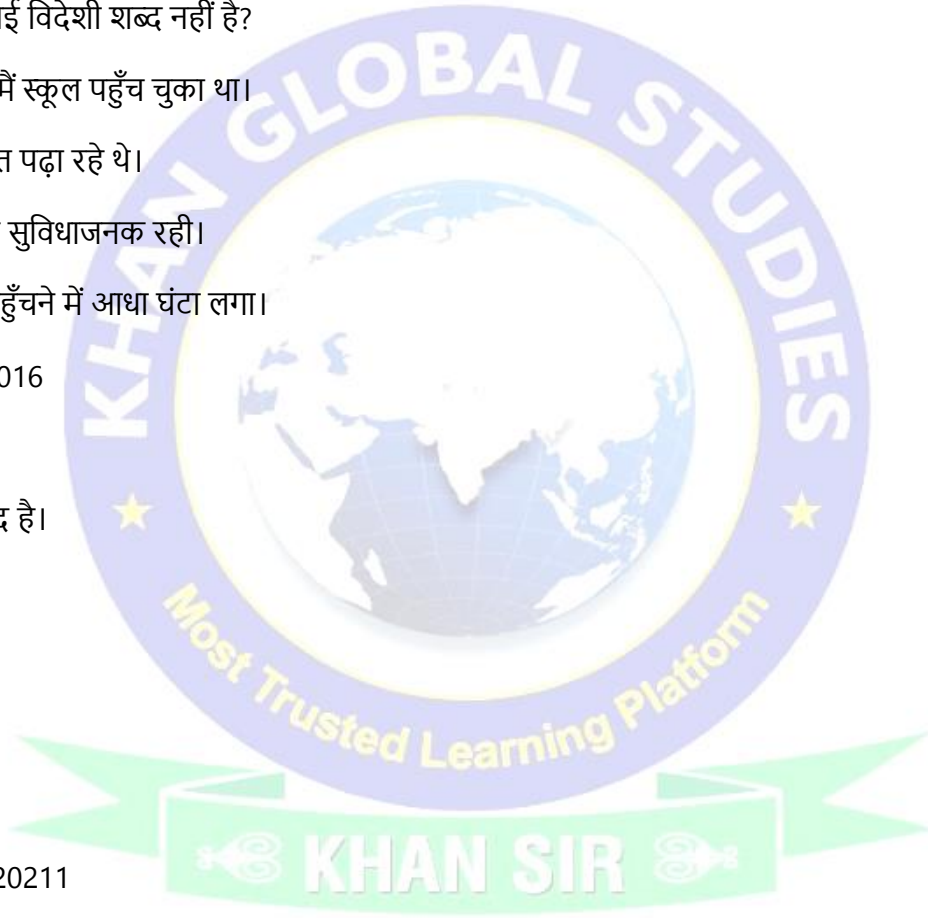 ई विदेशी शब्द नहीं है?
मैं स्कूल पहुँच चुका था।
त पढ़ा रहे थे।
सुविधाजनक रही।
हुँचने में आधा घंटा लगा।
016
द है।
20211
KHAN GLOBAL STUDIES
Most Trusted Learning Platform
KHAN SIR